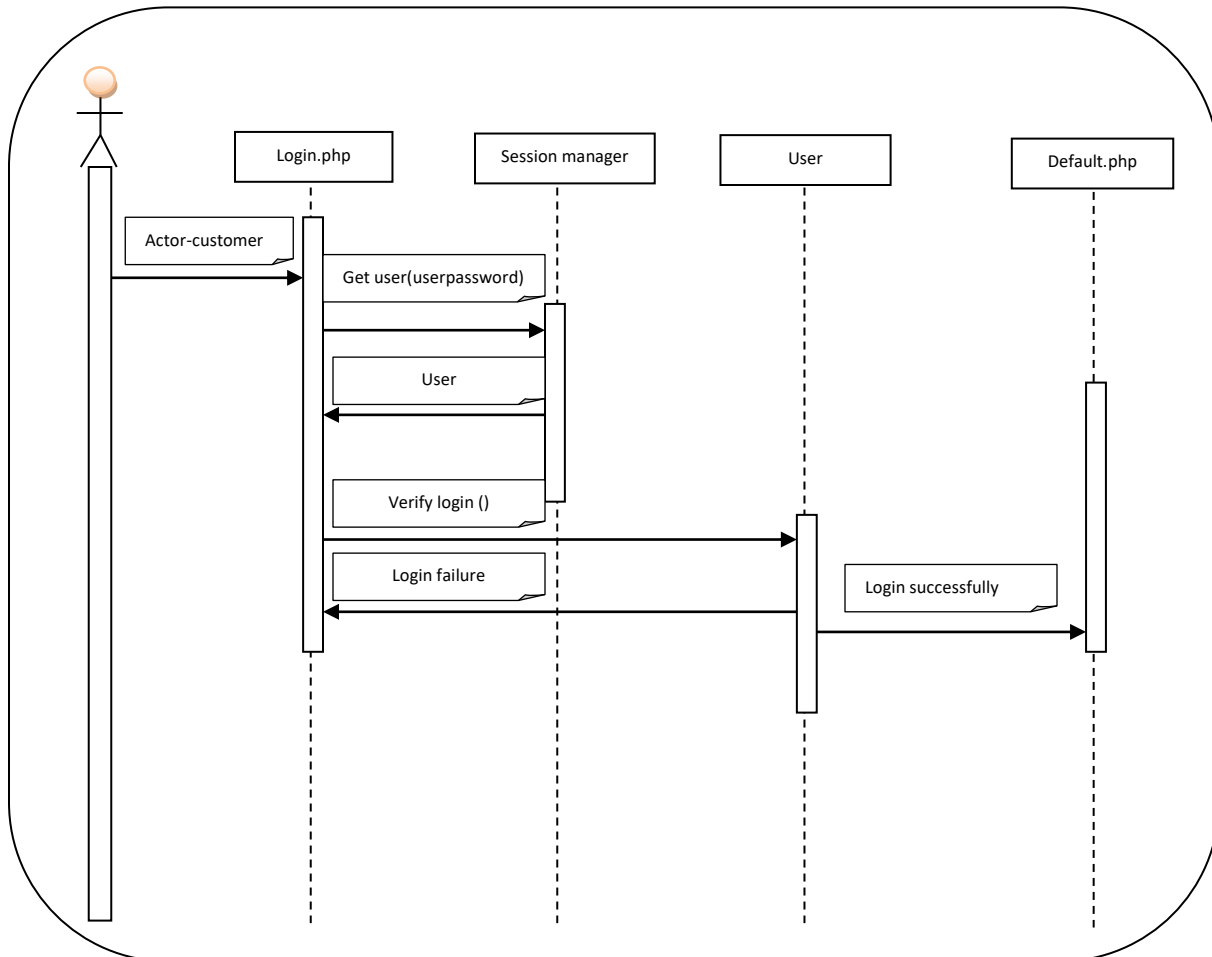 Login.php
Session manager
User
Default.php
Actor-customer
Get user(userpassword)
User
Verify login ()
Login failure
Login successfully